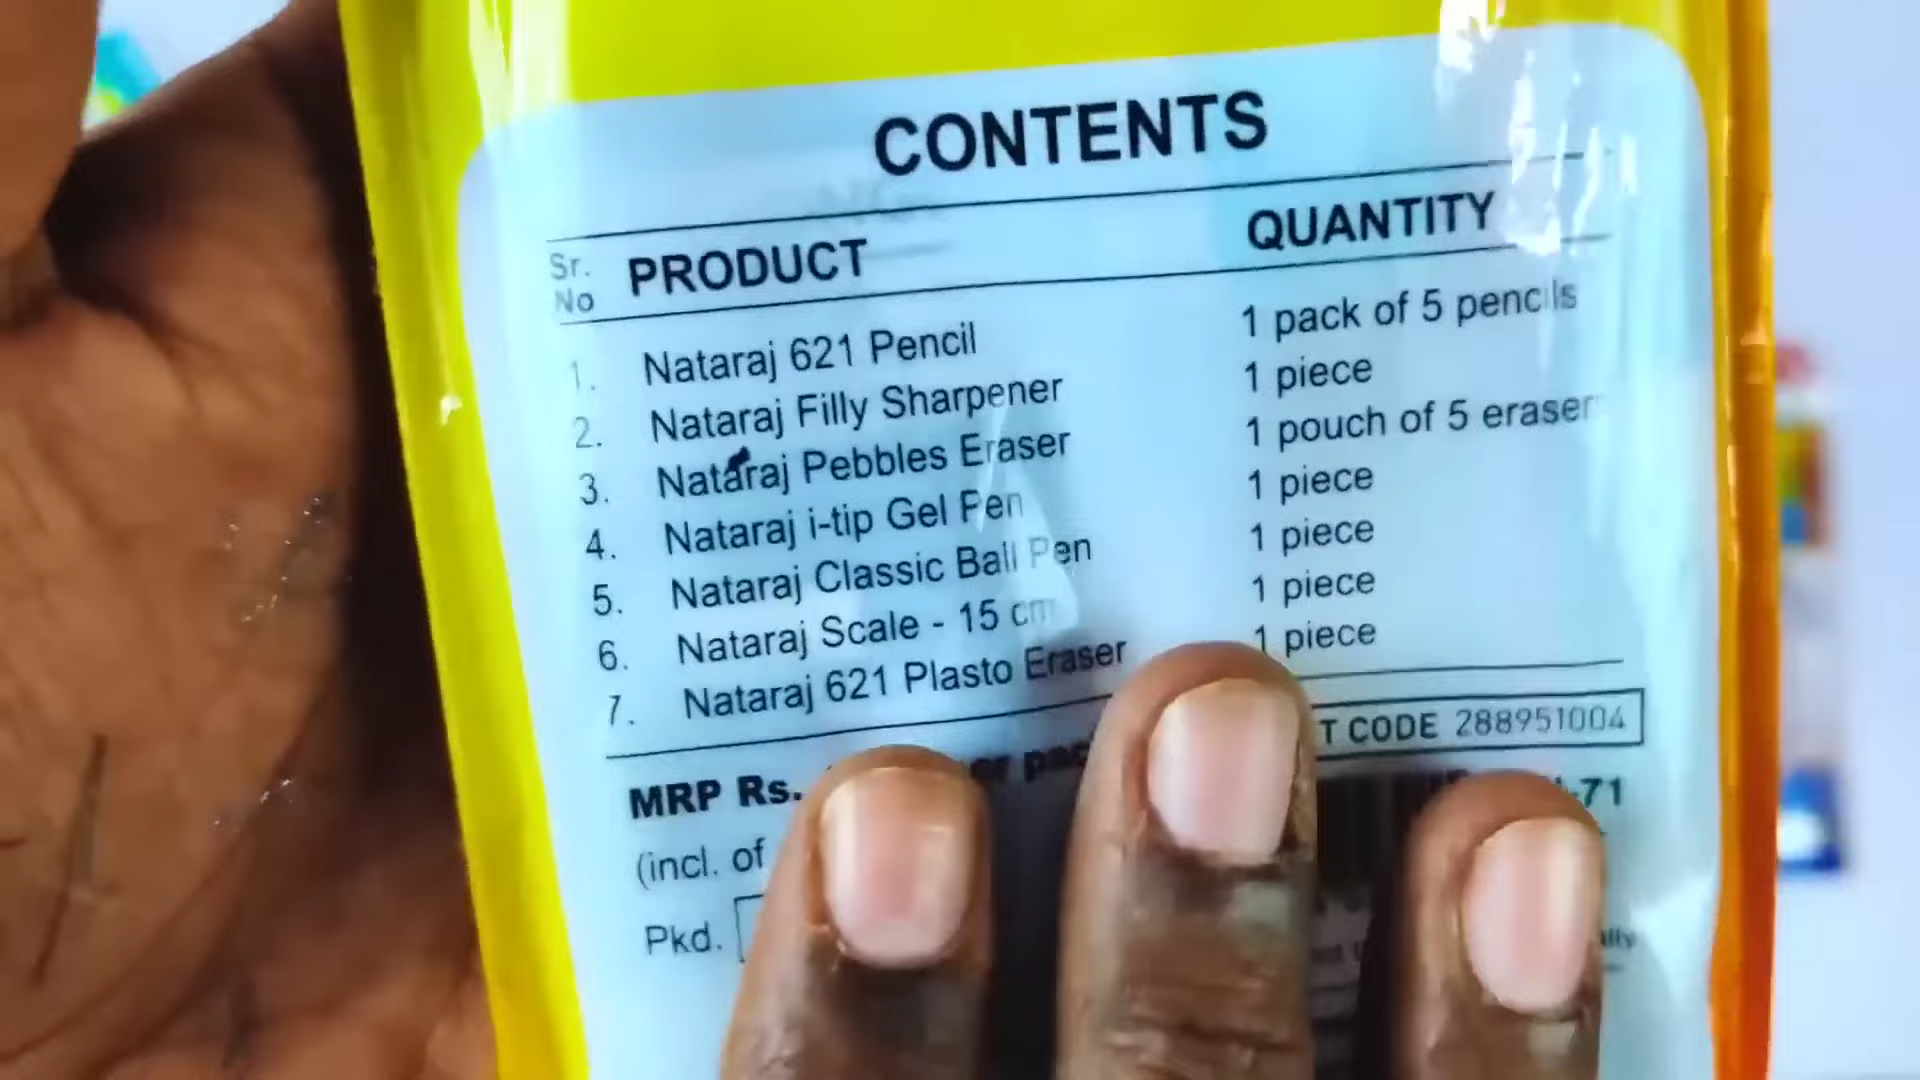 CONTENTS
Sr. No PRODUCT QUANTITY
1. Nataraj 621 Pencil 1 pack of 5 pencils
2. Nataraj Filly Sharpener 1 piece
3. Nataraj Pebbles Eraser 1 pouch of 5 eraser
4. Nataraj i-tip Gel Pen 1 piece
5. Nataraj Classic Ball Pen 1 piece
6. Nataraj Scale - 15 cm 1 piece
7. Nataraj 621 Plasto Eraser 1 piece
T CODE 288951004
MRP Rs.
-71
(incl. of
Pkd.